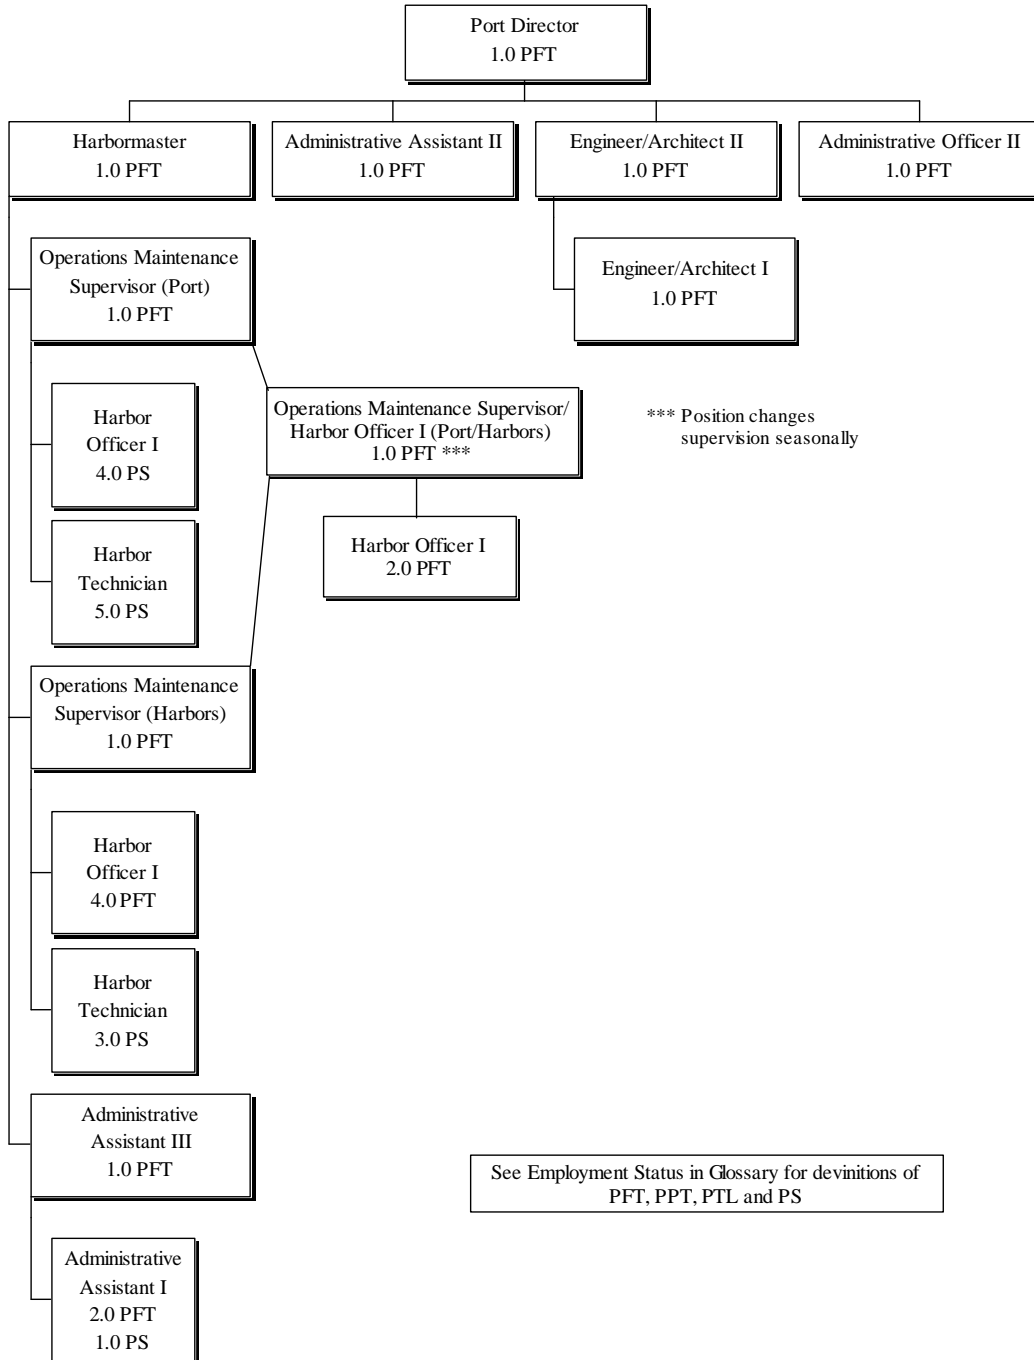 Port Director
1.0 PFT
Harbormaster
1.0 PFT
Administrative Assistant II
1.0 PFT
Engineer/Architect II
1.0 PFT
Administrative Officer II
1.0 PFT
Operations Maintenance
Supervisor (Port)
1.0 PFT
Engineer/Architect I
1.0 PFT
Harbor
Officer I
4.0 PS
Operations Maintenance Supervisor/
Harbor Officer I (Port/Harbors)
1.0 PFT ***
*** Position changes
supervision seasonally
Harbor
Technician
5.0 PS
Harbor Officer I
2.0 PFT
Operations Maintenance
Supervisor (Harbors)
1.0 PFT
Harbor
Officer I
4.0 PFT
Harbor
Technician
3.0 PS
Administrative
Assistant III
1.0 PFT
See Employment Status in Glossary for devinitions of
PFT, PPT, PTL and PS
Administrative
Assistant I
2.0 PFT
1.0 PS